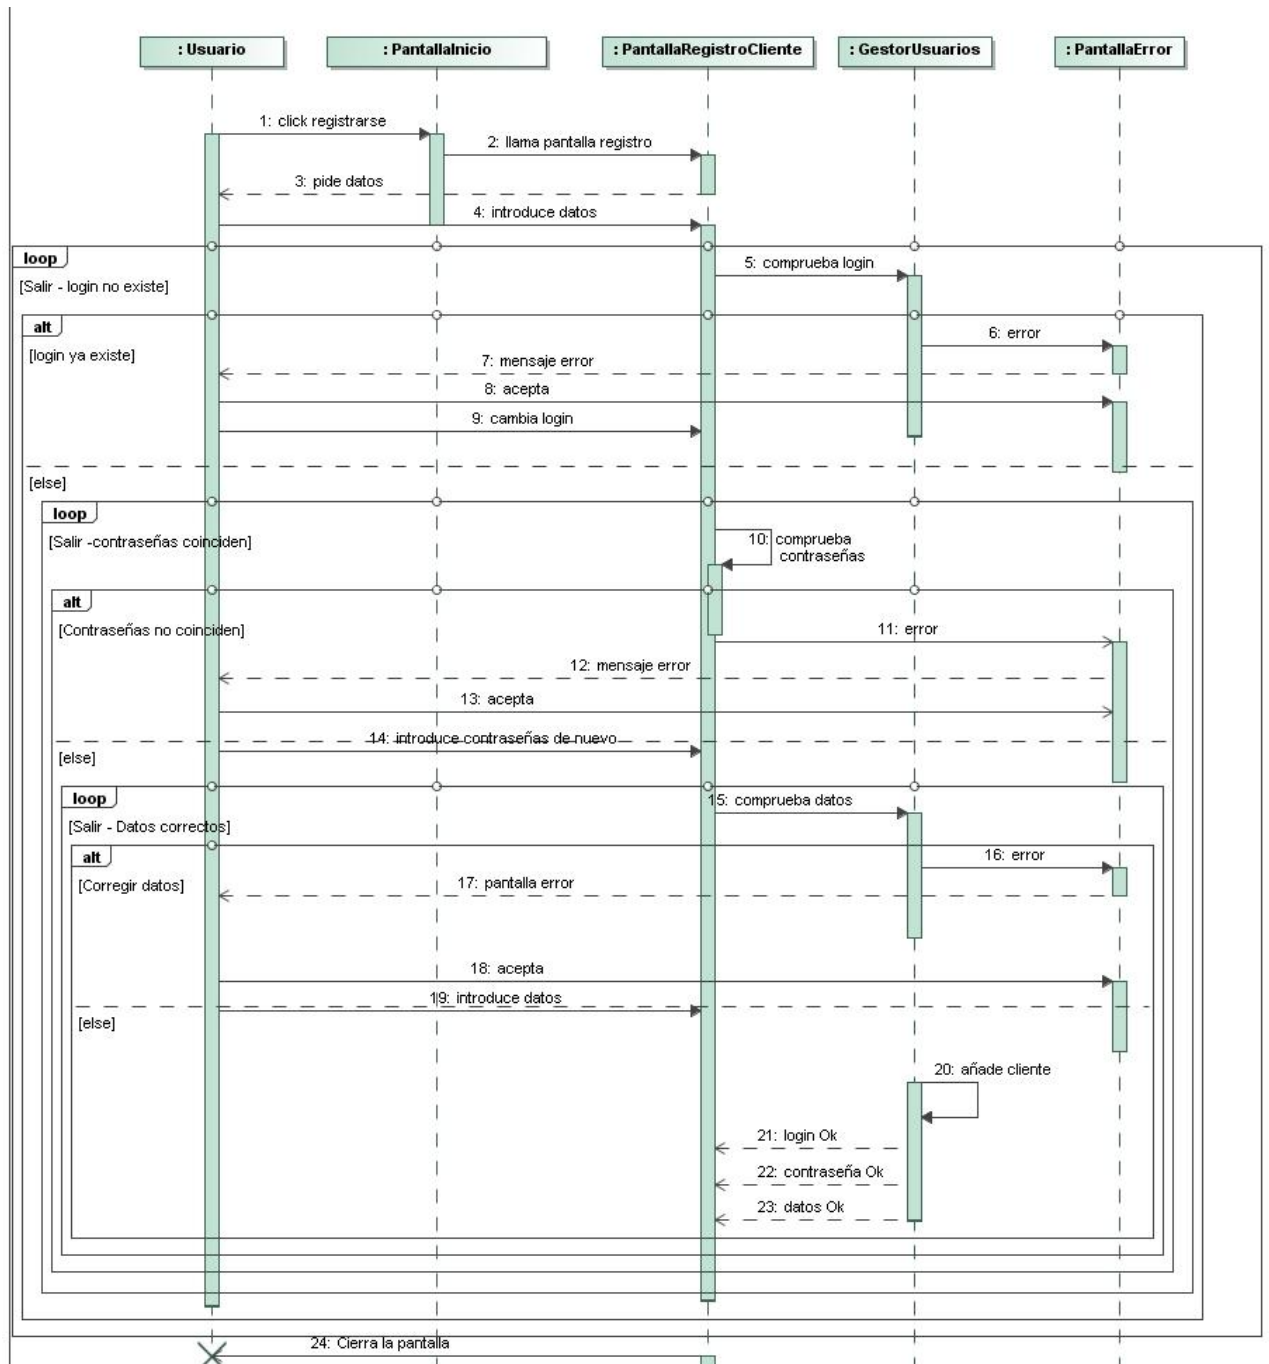 : Usuario
: PantallaInicio
: PantallaRegistroCliente
: GestorUsuarios
: PantallaError
1: click registrarse
2: llama pantalla registro
3: pide datos
4: introduce datos
loop
[Salir - login no existe]
5: comprueba login
alt
[login ya existe]
6: error
7: mensaje error
8: acepta
9: cambia login
[else]
loop
[Salir -contraseñas coinciden]
10: comprueba
contraseñas
alt
[Contraseñas no coinciden]
11: error
12: mensaje error
13: acepta
14: introduce contraseñas de nuevo
[else]
loop
[Salir - Datos correctos]
15: comprueba datos
alt
[Corregir datos]
16: error
17: pantalla error
18: acepta
19: introduce datos
[else]
20: añade cliente
21: login Ok
22: contraseña Ok
23: datos Ok
24: Cierra la pantalla